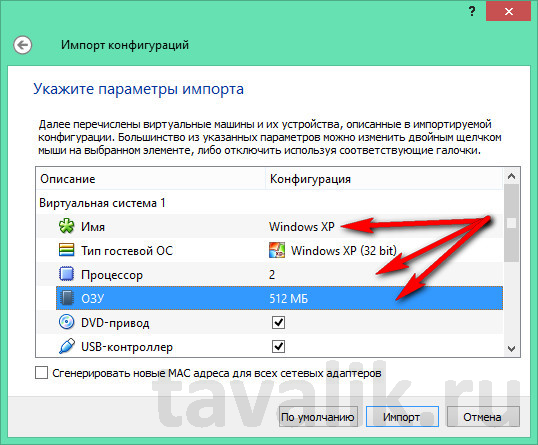 ?
Импорт конфигураций
Укажите параметры импорта
Далее перечислены виртуальные машины и их устройства, описанные в импортируемой
конфигурации. Большинство из указанных параметров можно изменить двойным щелчком
мыши на выбранном элементе, либо отключить используя соответствующие галочки.
Описание Конфигурация
Виртуальная система 1
Имя Windows XP
Тип гостевой ОС Windows XP (32 bit)
Процессор 2
ОЗУ 512 МБ
DVD-привод
USB-контроллер
Сгенерировать новые MAC адреса для всех сетевых адаптеров
tavalik.ru
По умолчанию Импорт Отмена